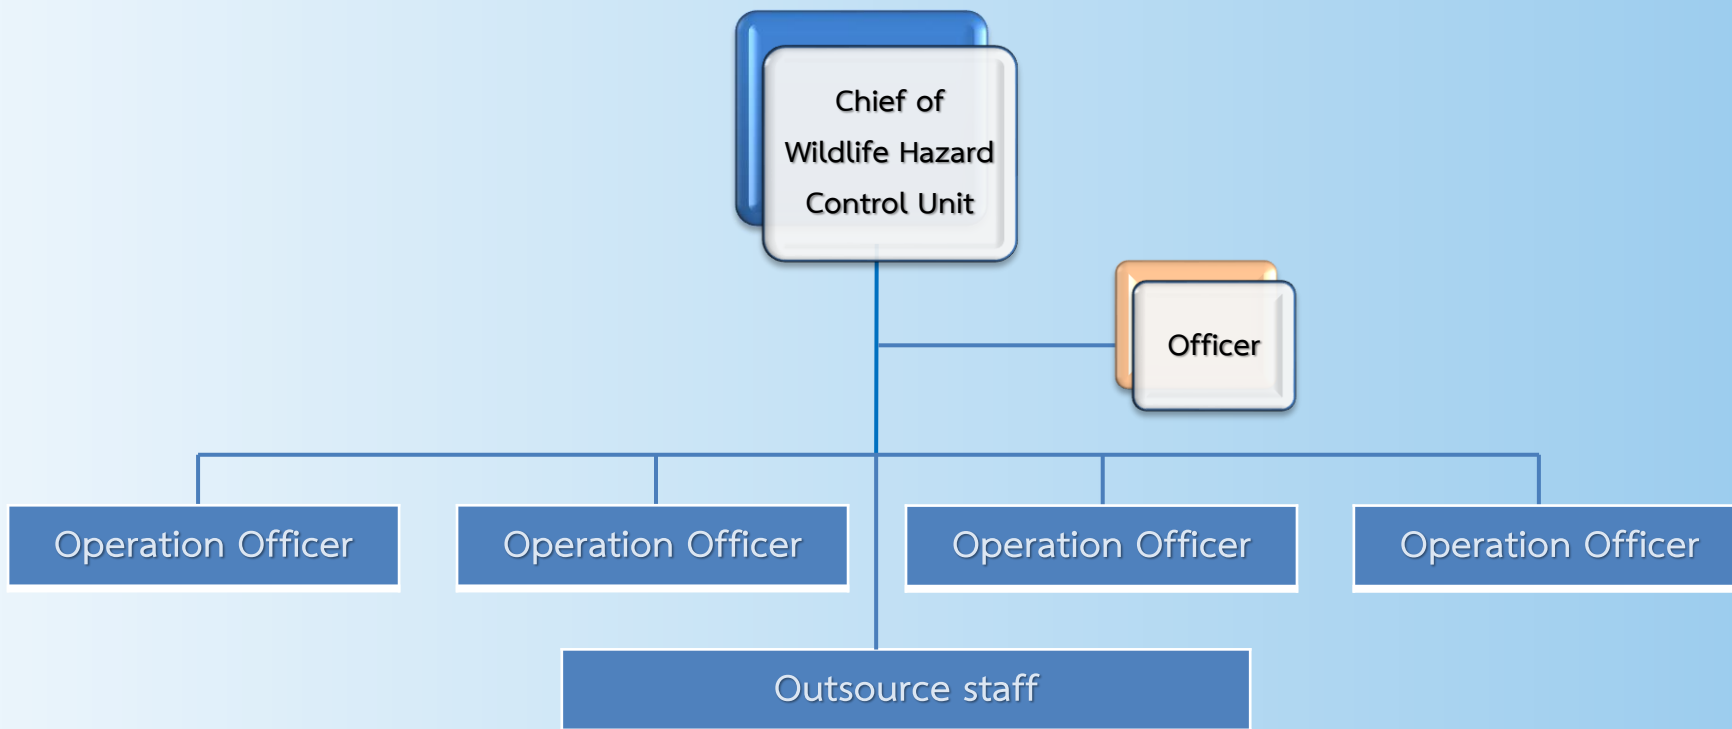 Chief of
Wildlife Hazard
Control Unit
Officer
Operation Officer
Operation Officer
Operation Officer
Operation Officer
Outsource staff